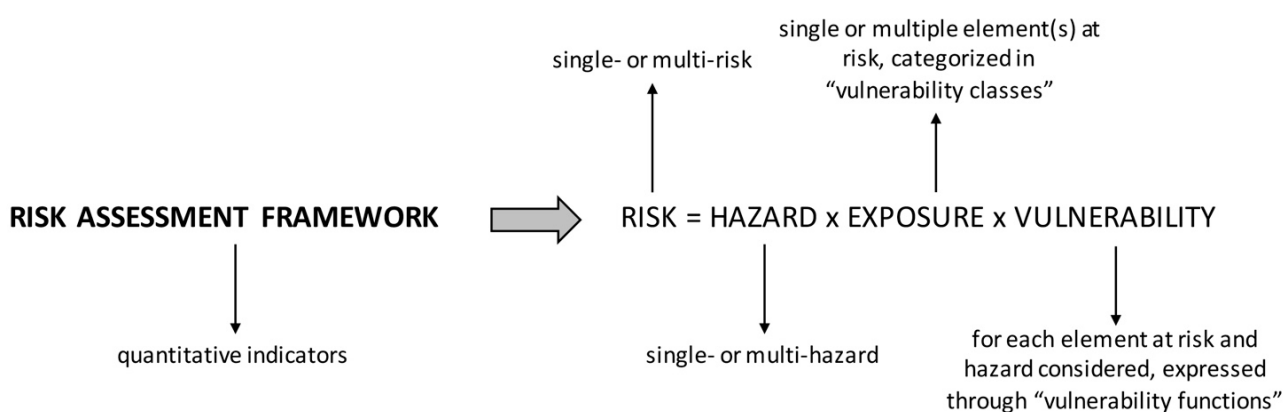 single or multiple element(s) at
risk, categorized in
“vulnerability classes”
single- or multi-risk
RISK ASSESSMENT FRAMEWORK
RISK = HAZARD x EXPOSURE x VULNERABILITY
quantitative indicators
single- or multi-hazard
for each element at risk and
hazard considered, expressed
through “vulnerability functions”